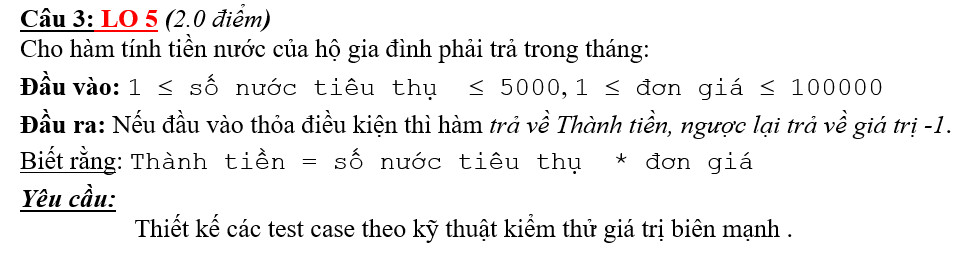 Câu 3: LO 5 (2.0 điểm)
Cho hàm tính tiền nước của hộ gia đình phải trả trong tháng:
Đầu vào: 1 ≤ số nước tiêu thụ ≤ 5000, 1 ≤ đơn giá ≤ 100000
Đầu ra: Nếu đầu vào thỏa điều kiện thì hàm trả về Thành tiền, ngược lại trả về giá trị -1.
Biết rằng: Thành tiền = số nước tiêu thụ * đơn giá
Yêu cầu:
Thiết kế các test case theo kỹ thuật kiểm thử giá trị biên mạnh .